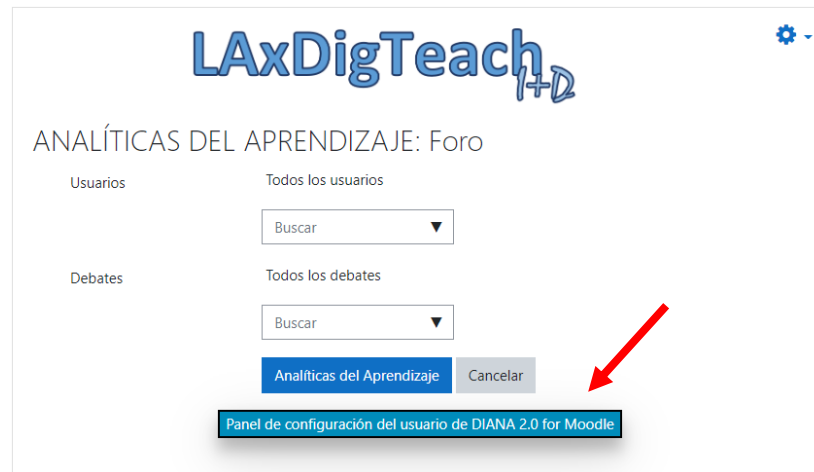 LAxDigTeach
I+D
ANALÍTICAS DEL APRENDIZAJE: Foro
Usuarios
Todos los usuarios
Buscar
Debates
Todos los debates
Buscar
Analíticas del Aprendizaje
Cancelar
Panel de configuración del usuario de DIANA 2.0 for Moodle